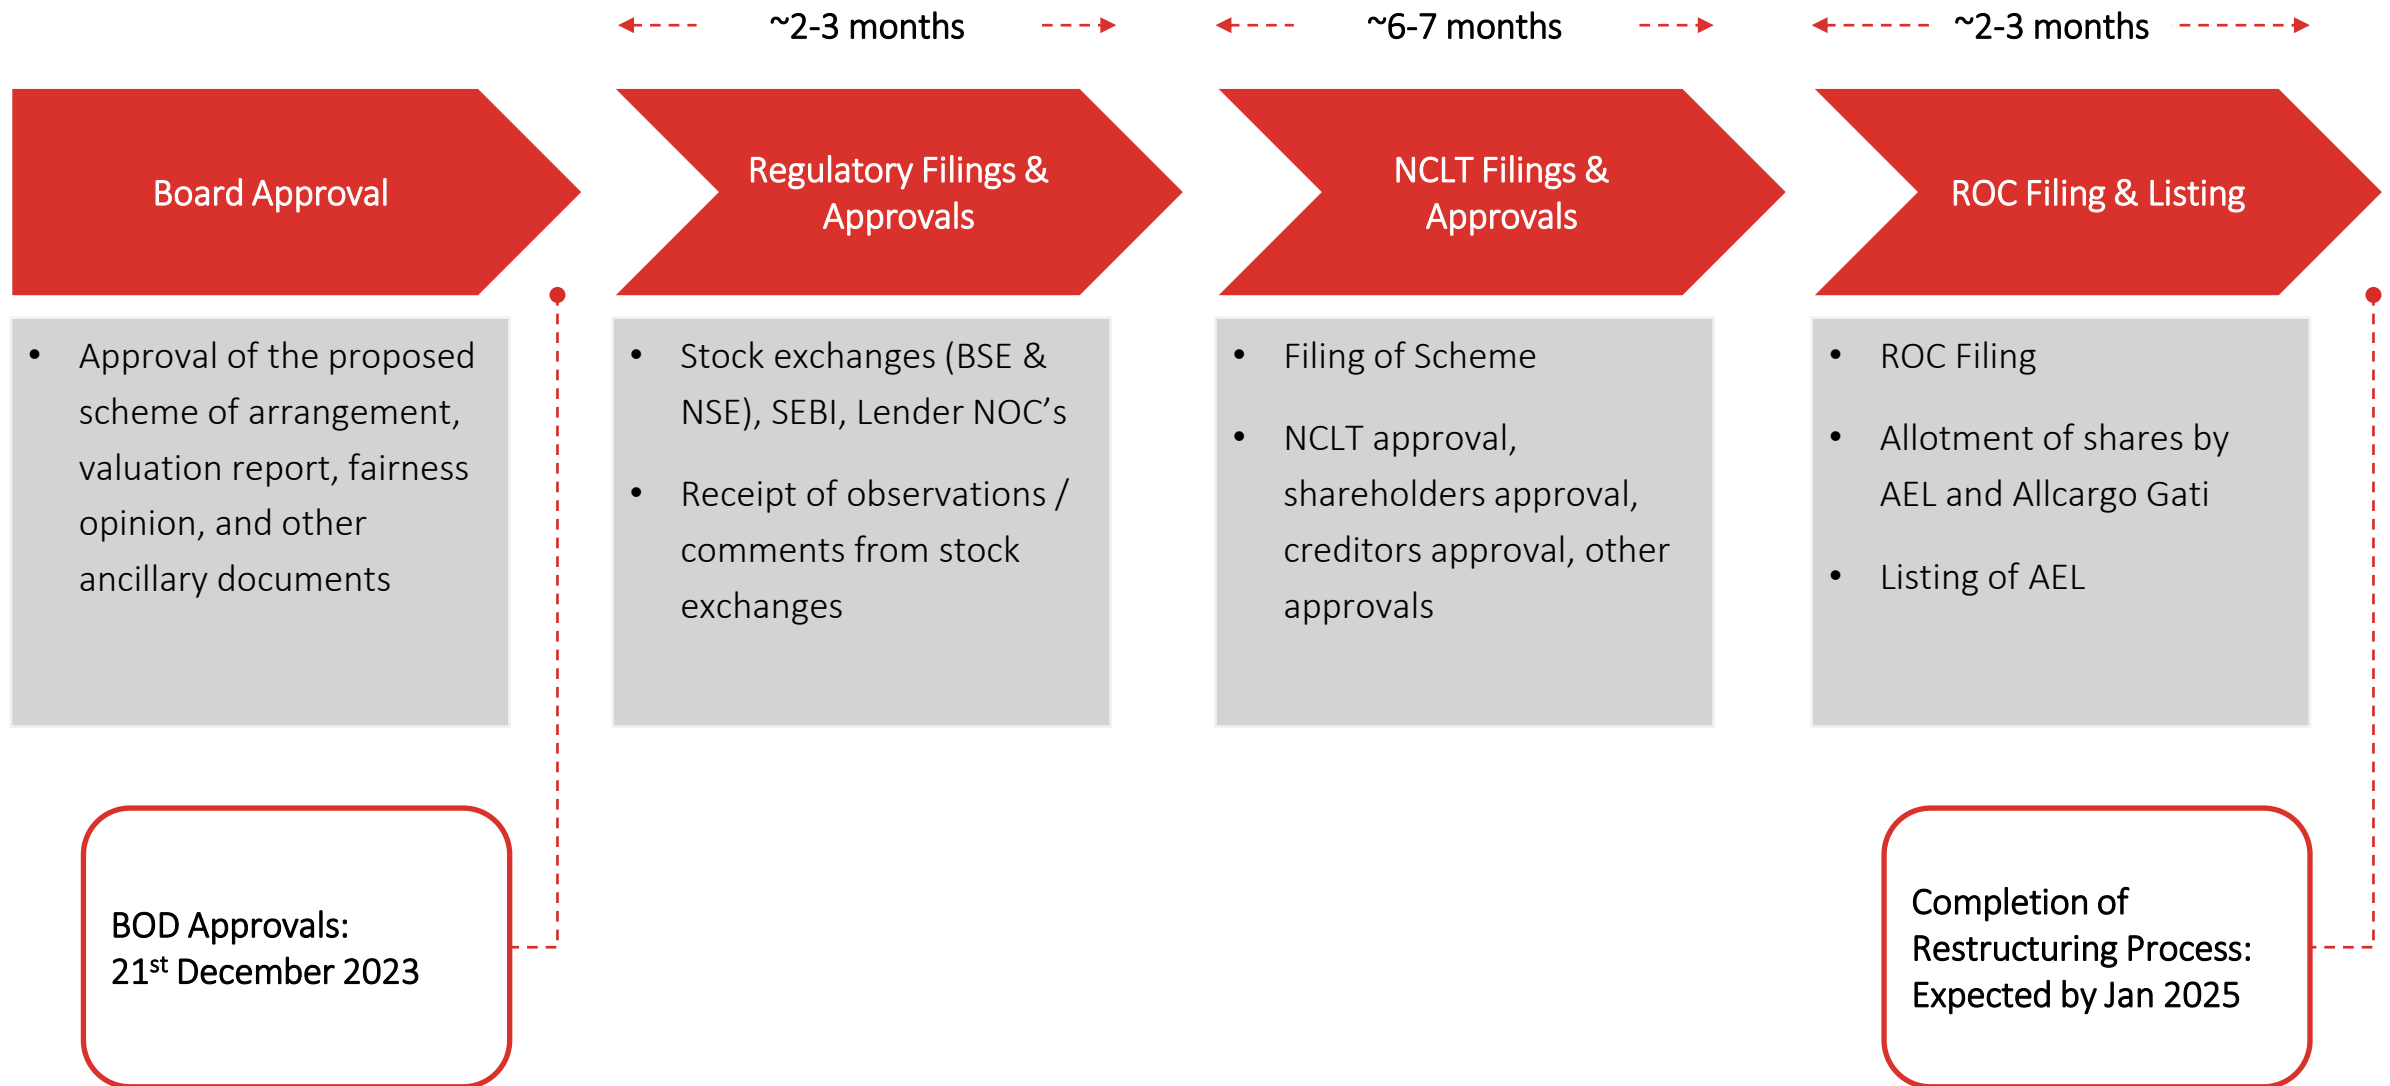 ~2-3 months
~6-7 months
~2-3 months
Board Approval
Regulatory Filings &
Approvals
NCLT Filings &
Approvals
ROC Filing & Listing
• Approval of the proposed
scheme of arrangement,
valuation report, fairness
opinion, and other
ancillary documents
• Stock exchanges (BSE &
NSE), SEBI, Lender NOC’s
• Receipt of observations /
comments from stock
exchanges
• Filing of Scheme
• NCLT approval,
shareholders approval,
creditors approval, other
approvals
• ROC Filing
• Allotment of shares by
AEL and Allcargo Gati
• Listing of AEL
BOD Approvals:
21st December 2023
Completion of
Restructuring Process:
Expected by Jan 2025